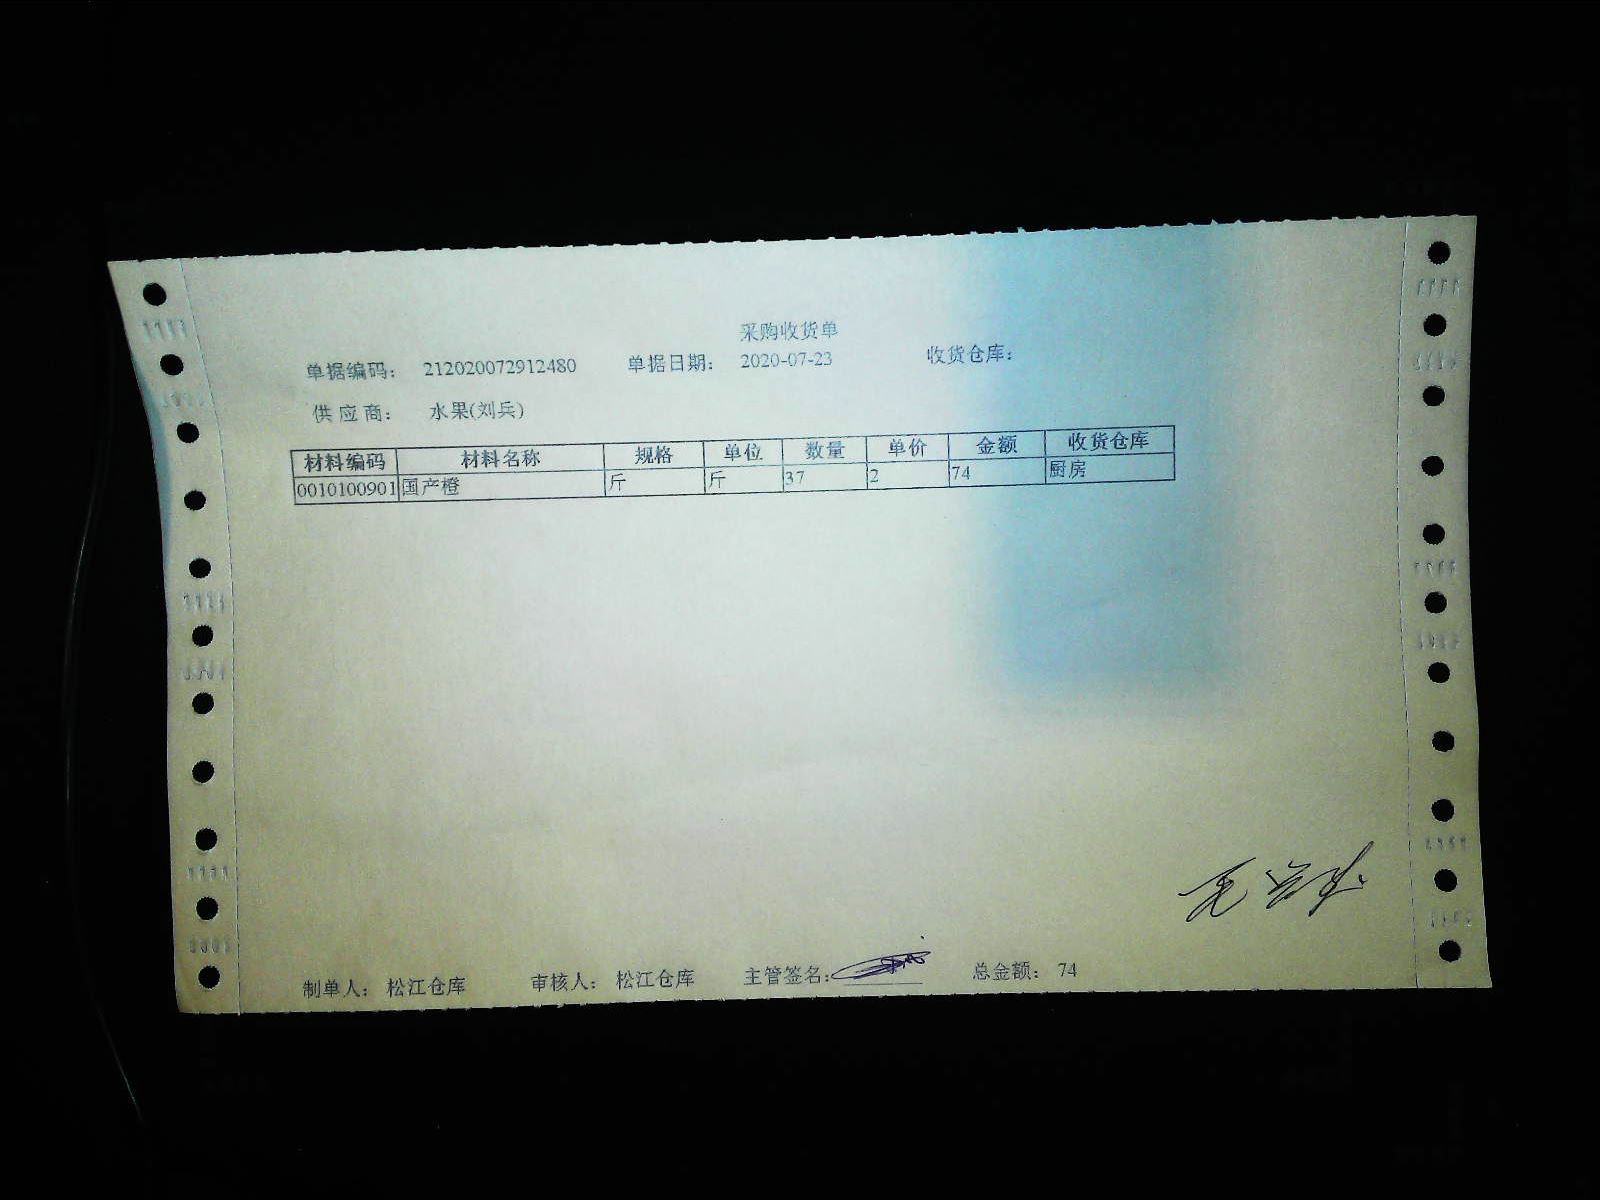 采购收货单
单据编码： 212020072912480 单据日期： 2020-07-23 收货仓库：
供应商： 水果(刘兵)
材料编码 材料名称 规格 单位 数量 单价 金额 收货仓库
0010100901 国产橙 斤 斤 37 2 74 厨房
制单人： 松江仓库 审核人： 松江仓库 主管签名： 总金额： 74